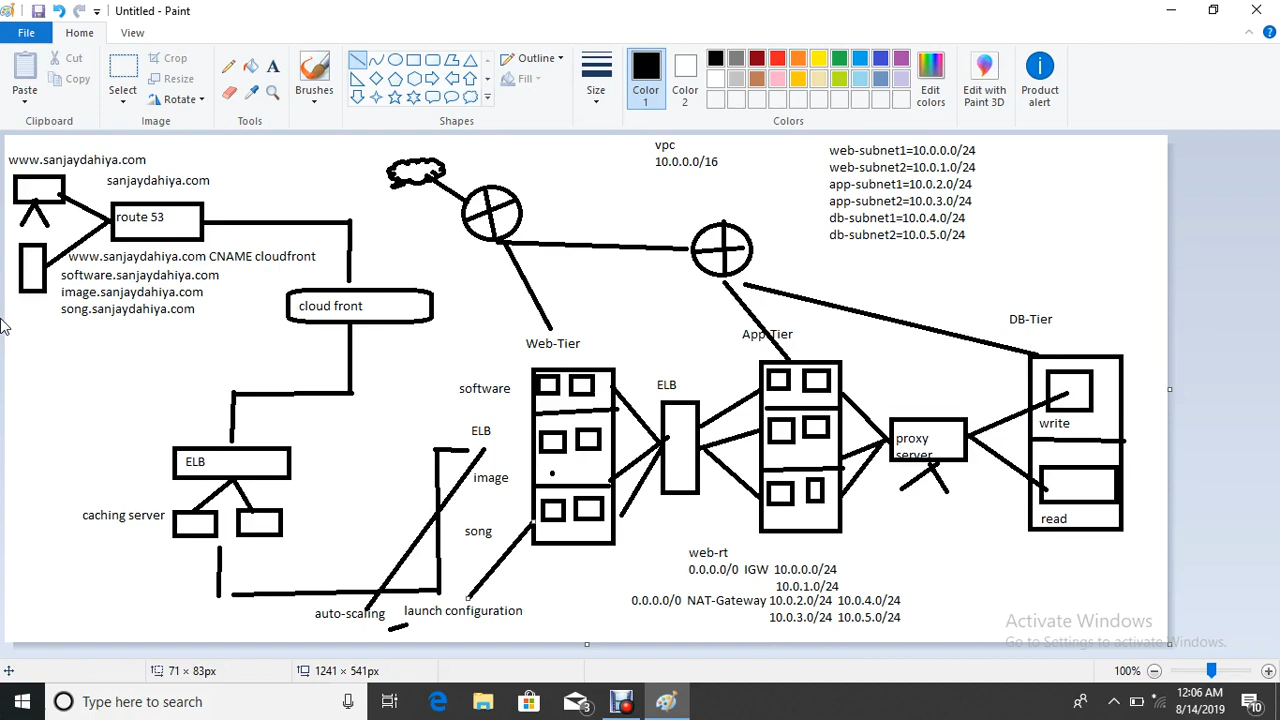 Untitled - Paint
File
Home
View
Paste
Cut
Copy
Clipboard
Select
Crop
Resize
Rotate
Image
Tools
Brushes
Outline
Fill
Shapes
Size
Color 1
Color 2
Edit colors
Colors
Edit with Paint 3D
Product alert
www.sanjaydahiya.com
sanjaydahiya.com
route 53
www.sanjaydahiya.com CNAME cloudfront
software.sanjaydahiya.com
image.sanjaydahiya.com
song.sanjaydahiya.com
cloud front
vpc
10.0.0.0/16
web-subnet1=10.0.0.0/24
web-subnet2=10.0.1.0/24
app-subnet1=10.0.2.0/24
app-subnet2=10.0.3.0/24
db-subnet1=10.0.4.0/24
db-subnet2=10.0.5.0/24
DB-Tier
Web-Tier
App-Tier
software
ELB
ELB
image
song
ELB
caching server
proxy
server
write
read
auto-scaling
launch configuration
web-rt
0.0.0.0/0 IGW 10.0.0.0/24
10.0.1.0/24
0.0.0.0/0 NAT-Gateway 10.0.2.0/24 10.0.4.0/24
10.0.3.0/24 10.0.5.0/24
Activate Windows
Go to Settings to activate Windows.
71 × 83px
1241 × 541px
100%
Type here to search
3
12:06 AM
8/14/2019
10